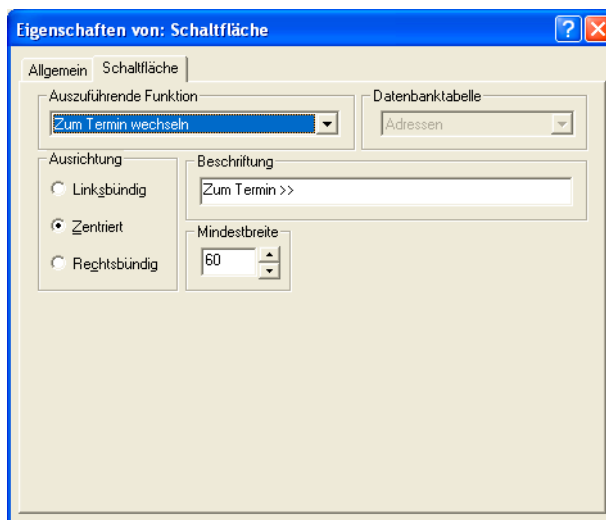 Eigenschaften von: Schaltfläche
Allgemein Schaltfläche
Auszuführende Funktion
Zum Termin wechseln
Datenbanktabelle
Adressen
Ausrichtung
Linksbündig
Zentriert
Rechtsbündig
Beschriftung
Zum Termin >>
Mindestbreite
60